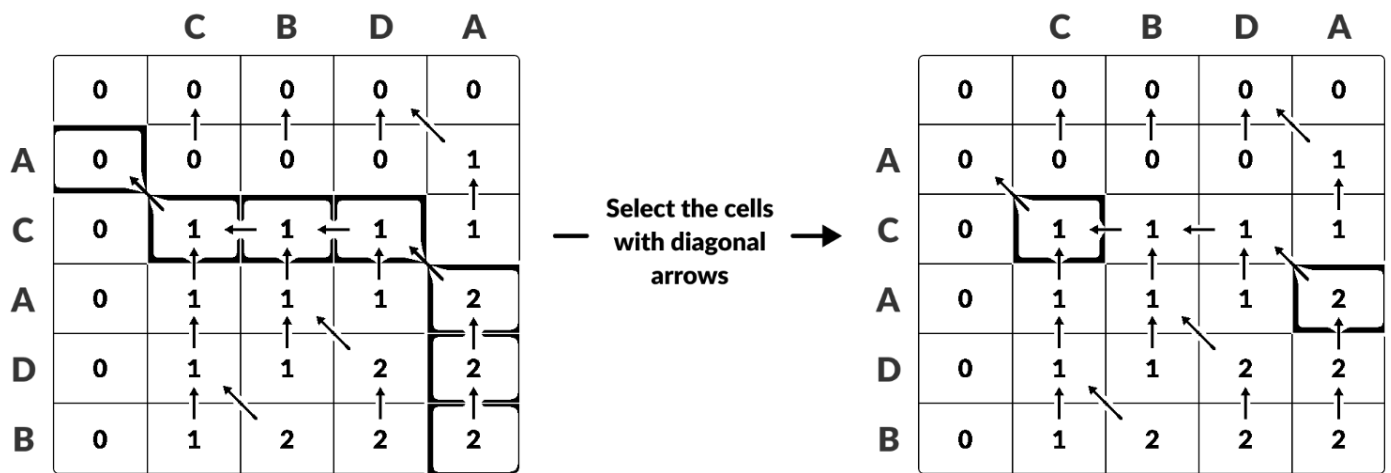 C B D A C B D A
0 0 0 0 0 0 0 0 0 0
A 0 0 0 0 1 A 0 0 0 0 1
C 0 1 1 1 1 Select the cells with diagonal arrows C 0 1 1 1 1
A 0 1 1 1 2 A 0 1 1 1 2
D 0 1 1 2 2 D 0 1 1 2 2
B 0 1 2 2 2 B 0 1 2 2 2